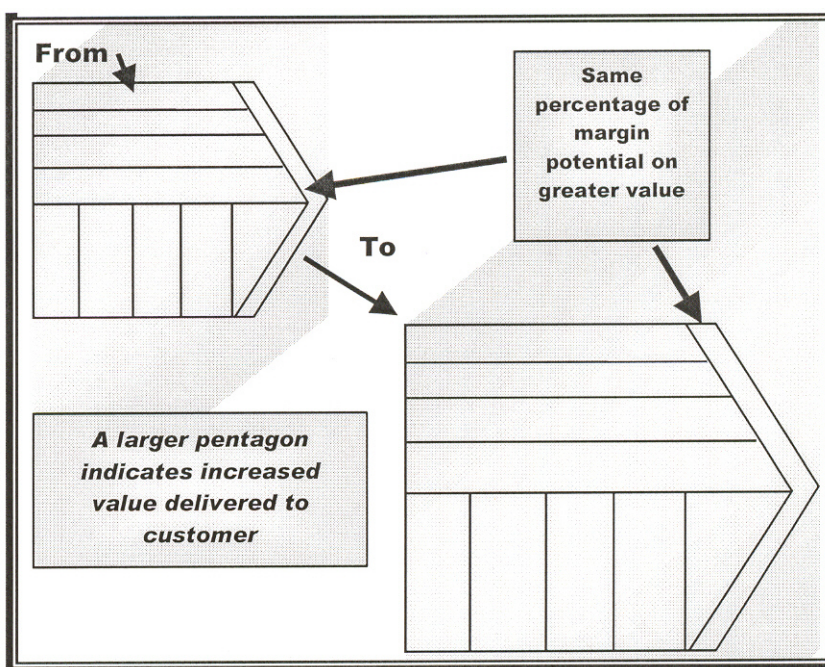 From
Same
percentage of
margin
potential on
greater value
To
A larger pentagon
indicates increased
value delivered to
customer